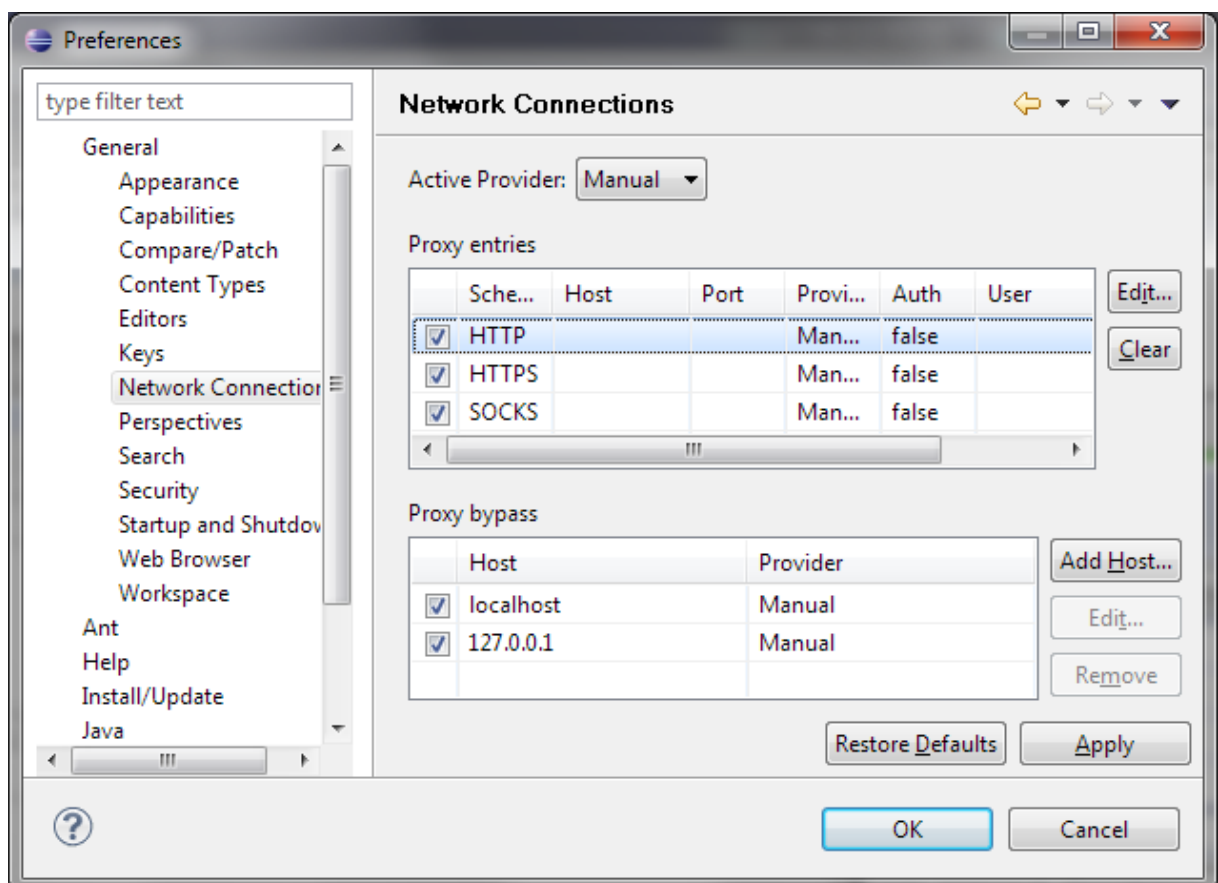 Preferences
type filter text
General
Appearance
Capabilities
Compare/Patch
Content Types
Editors
Keys
Network Connection
Perspectives
Search
Security
Startup and Shutdov
Web Browser
Workspace
Ant
Help
Install/Update
Java
Network Connections
Active Provider: Manual
Proxy entries
Sche... Host Port Provi... Auth User
HTTP Man... false
HTTPS Man... false
SOCKS Man... false
Edit...
Clear
Proxy bypass
Host Provider
localhost Manual
127.0.0.1 Manual
Add Host...
Edit...
Remove
Restore Defaults Apply
? OK Cancel